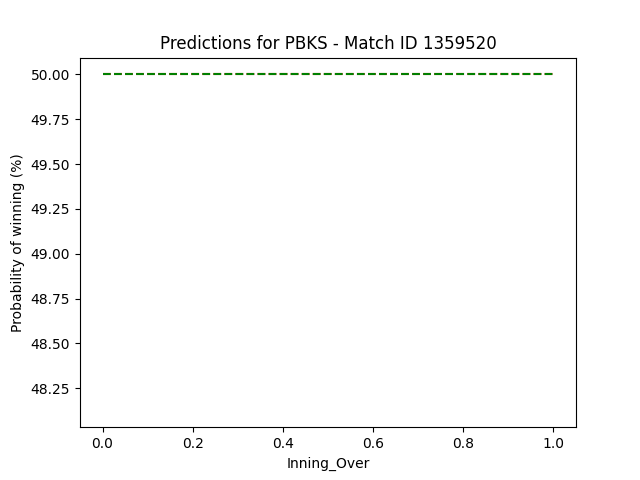 Predictions for PBKS - Match ID 1359520
Probability of winning (%)
50.00
49.75
49.50
49.25
49.00
48.75
48.50
48.25
0.0 0.2 0.4 0.6 0.8 1.0
Inning_Over